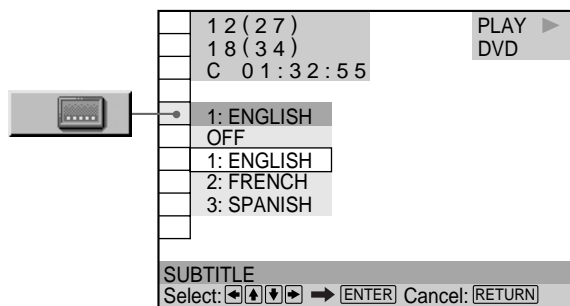 12(27)
18(34)
C 01:32:55
PLAY
DVD
1: ENGLISH
OFF
1: ENGLISH
2: FRENCH
3: SPANISH
SUBTITLE
Select: ←↑↓→ ➡ ENTER Cancel: RETURN